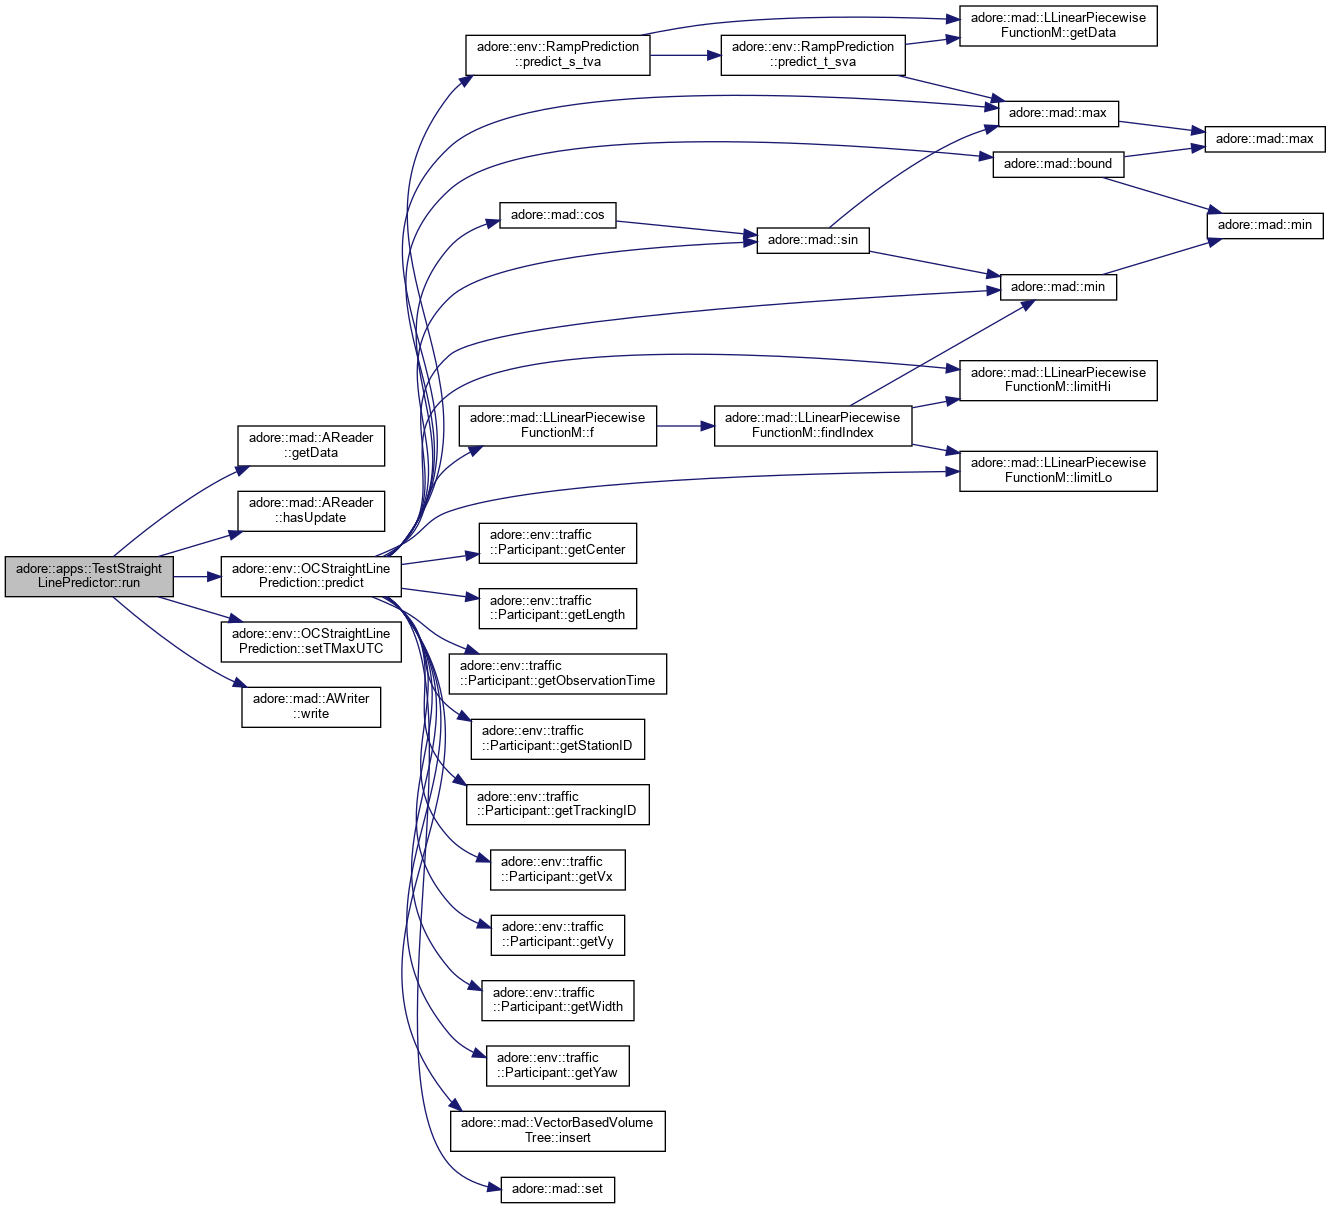 adore::apps::TestStraight
LinePredictor::run
adore::mad::AReader
::getData
adore::mad::AReader
::hasUpdate
adore::env::OCStraightLine
Prediction::predict
adore::env::OCStraightLine
Prediction::setTMaxUTC
adore::mad::AWriter
::write
adore::env::RampPrediction
::predict_s_tva
adore::env::RampPrediction
::predict_t_sva
adore::mad::LLinearPiecewise
FunctionM::getData
adore::mad::max
adore::mad::max
adore::mad::bound
adore::mad::min
adore::mad::cos
adore::mad::sin
adore::mad::min
adore::mad::LLinearPiecewise
FunctionM::f
adore::mad::LLinearPiecewise
FunctionM::findIndex
adore::mad::LLinearPiecewise
FunctionM::limitHi
adore::mad::LLinearPiecewise
FunctionM::limitLo
adore::env::traffic
::Participant::getCenter
adore::env::traffic
::Participant::getLength
adore::env::traffic
::Participant::getObservationTime
adore::env::traffic
::Participant::getStationID
adore::env::traffic
::Participant::getTrackingID
adore::env::traffic
::Participant::getVx
adore::env::traffic
::Participant::getVy
adore::env::traffic
::Participant::getWidth
adore::env::traffic
::Participant::getYaw
adore::mad::VectorBasedVolume
Tree::insert
adore::mad::set